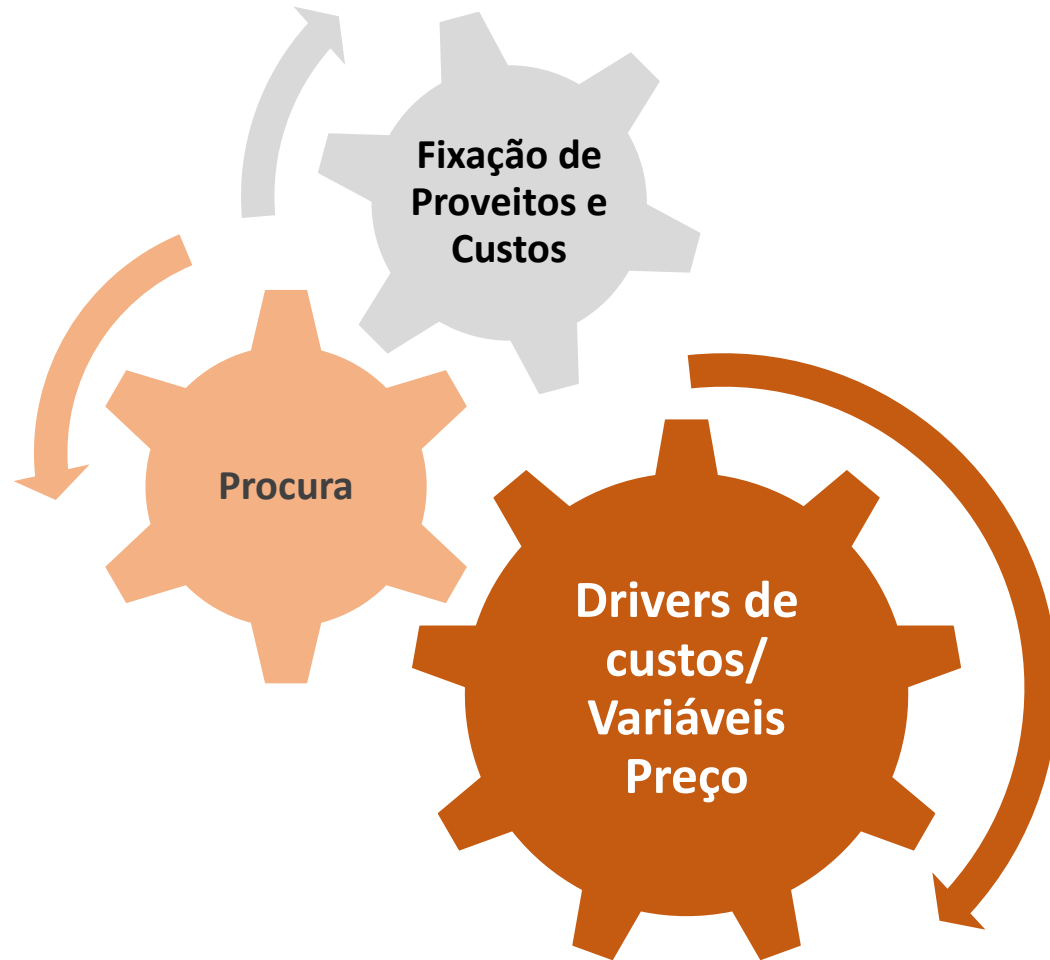 Fixação de
Proveitos e
Custos
Procura
Drivers de
custos/
Variáveis
Preço